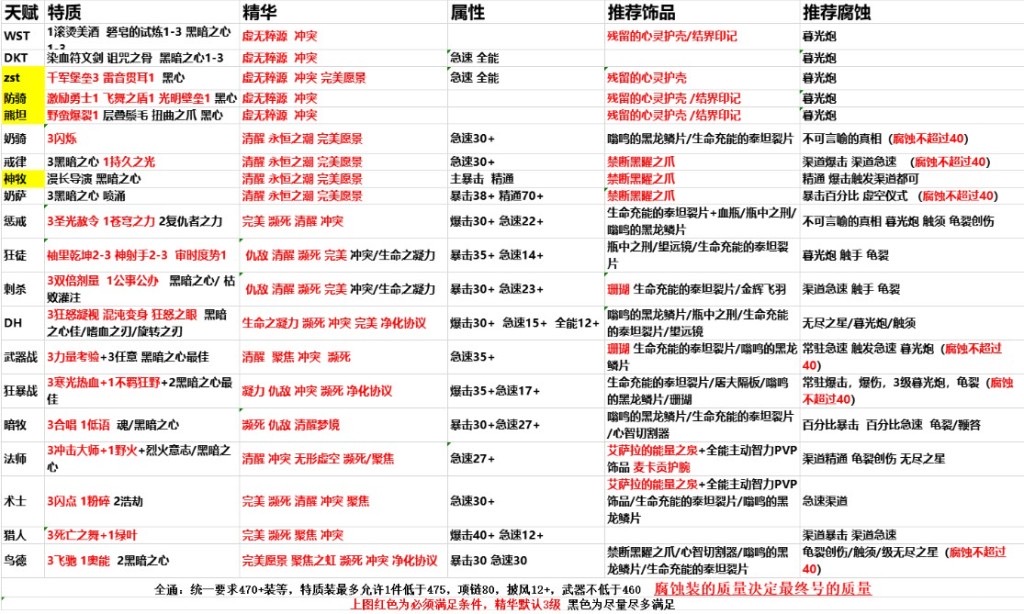 天赋 特质 精华 属性 推荐饰品 推荐腐蚀
WST 1滚烫美酒 磐皂的试炼1-3 黑暗之心1-3 虚无粹源 冲突 残留的心灵护壳/结界印记 暮光炮
DKT 染血符文剑 诅咒之骨 黑暗之心1-3 虚无粹源 冲突 急速 全能 暮光炮
zst 千军堡垒3 雷音贯耳1 黑心 虚无粹源 冲突 完美愿景 急速 全能 残留的心灵护壳 暮光炮
防骑 激励勇士1 飞舞之盾1 光明壁垒1 黑心 虚无粹源 冲突 残留的心灵护壳 /结界印记 暮光炮
熊坦 野蛮爆裂1 层叠鬃毛 扭曲之爪 黑心 虚无粹源 冲突 残留的心灵护壳 /结界印记 暮光炮
奶骑 3闪烁 清醒 永恒之潮 完美愿景 急速30+ 嗡鸣的黑龙鳞片/生命充能的泰坦裂片 不可言喻的真相 (腐蚀不超过40)
戒律 3黑暗之心 1持久之光 清醒 永恒之潮 完美愿景 急速30+ 禁断黑曜之爪 渠道爆击 渠道急速 (腐蚀不超过40)
神牧 漫长导演 黑暗之心 清醒 永恒之潮 完美愿景 主暴击 精通 禁断黑曜之爪 精通 爆击触发渠道都可
奶萨 3黑暗之心 喷涌 清醒 永恒之潮 完美愿景 暴击38+ 精通70+ 禁断黑曜之爪 暴击百分比 虚空仪式 (腐蚀不超过40)
惩戒 3圣光赦令 1苍穹之力 2复仇者之力 完美 濒死 清醒 冲突 暴击30+ 急速22+ 生命充能的泰坦裂片+血瓶/瓶中之刑/
嗡鸣的黑龙鳞片 不可言喻的真相 暮光炮 触须 龟裂创伤
狂徒 袖里乾坤2-3 神射手2-3 审时度势1 仇敌 清醒 濒死 完美 冲突/生命之凝力 暴击35+ 急速14+ 瓶中之刑/望远镜/生命充能的泰坦裂
片 暮光炮 触手 龟裂
刺杀 3双倍剂量 1公事公办 黑暗之心/ 枯
败灌注 仇敌 清醒 濒死 完美 冲突/生命之凝力 暴击30+ 急速23+ 珊瑚 生命充能的泰坦裂片/金辉飞羽 渠道急速 触手 龟裂
DH 3狂怒凝视 混沌变身 狂怒之眼 黑暗
之心佳/嗜血之刃/旋转之刃 生命之凝力 濒死 冲突 完美 净化协议 爆击30+ 急速15+ 全能12+ 嗡鸣的黑龙鳞片/瓶中之刑/生命充能
的泰坦裂片/望远镜 无尽之星/暮光炮/触须
武器战 3力量考验+3任意 黑暗之心最佳 清醒 聚焦 冲突 濒死 急速35+ 珊瑚 生命充能的泰坦裂片/嗡鸣的黑龙
鳞片 常驻急速 触发急速 暮光炮 (腐蚀不超过
40)
狂暴战 3寒光热血+1不羁狂野+2黑暗之心最
佳 凝力 仇敌 冲突 濒死 净化协议 爆击35+急速17+ 生命充能的泰坦裂片/屠夫隔板/嗡鸣
的黑龙鳞片/珊瑚 常驻爆击，爆伤，3级暮光炮，龟裂 (腐蚀
不超过40)
暗牧 3合唱 1低语 魂/黑暗之心 濒死 仇敌 清醒梦境 暴击30+急速27+ 嗡鸣的黑龙鳞片/生命充能的泰坦裂片
/心智切割器 百分比暴击 百分比急速 龟裂/鞭笞
法师 3冲击大师+1野火+烈火意志/黑暗之
心 清醒 冲突 无形虚空 濒死/聚焦 急速27+ 艾萨拉的能量之泉+全能主动智力PVP
饰品 麦卡贡护腕 渠道精通 龟裂创伤 无尽之星
术士 3闪点 1粉碎 2浩劫 完美 濒死 清醒 冲突 聚焦 急速30+ 艾萨拉的能量之泉+全能主动智力PVP
饰品/生命充能的泰坦裂片/嗡鸣的黑
龙鳞片 急速渠道
猎人 3死亡之舞+1绿叶 完美 濒死 聚焦 冲突 爆击40+ 急速12+ 渠道暴击 渠道急速
鸟德 3飞驰 1奥能 2黑暗之心 完美愿景 聚焦之虹 濒死 冲突 净化协议 暴击30 急速30 禁断黑曜之爪/心智切割器/嗡鸣的黑
龙鳞片/生命充能的泰坦裂片 龟裂创伤/触须/级无尽之星 (腐蚀不超过
40)
全通：统一要求470+装等，特质装最多允许1件低于475，项链80，披风12+，武器不低于460 腐蚀装的质量决定最终号的质量
上图红色为必须满足条件，精华默认3级 黑色为尽量尽多满足